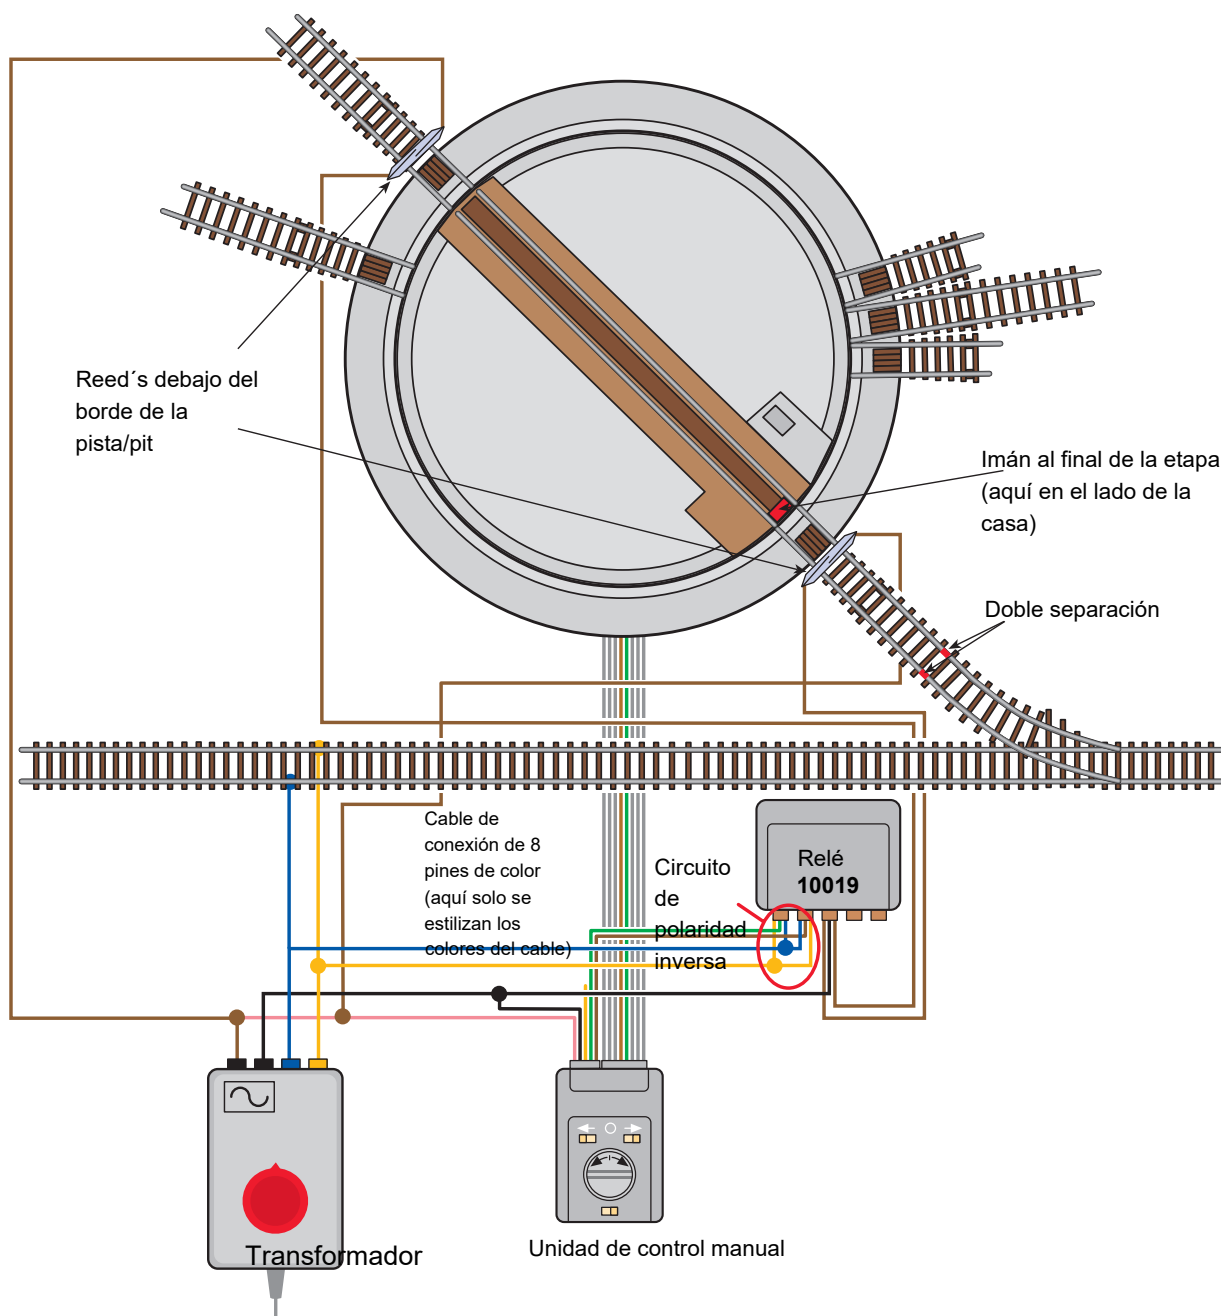 Reed´s debajo del
borde de la
pista/pit
Imán al final de la etapa
(aquí en el lado de la
casa)
Doble separación
Cable de
conexión de 8
pines de color
(aquí solo se
estilizan los
colores del cable)
Circuito
de
polaridad
inversa
Relé
10019
Transformador
Unidad de control manual